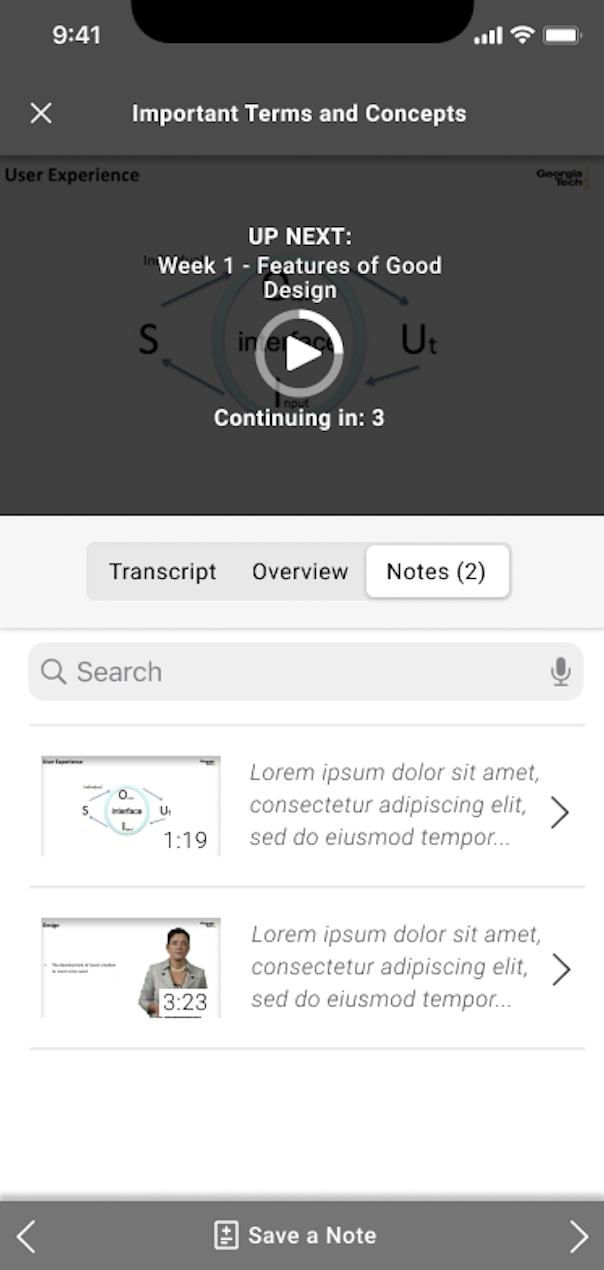 9:41
Important Terms and Concepts
User Experience
Georgia
Tech
UP NEXT:
Week 1 - Features of Good
Design
S
interface
Ut
Input
Continuing in: 3
Transcript
Overview
Notes (2)
Search
User Experience
Individual
S
interface
Ut
1:19
Lorem ipsum dolor sit amet,
consectetur adipiscing elit,
sed do eiusmod tempor...
Design
3:23
Lorem ipsum dolor sit amet,
consectetur adipiscing elit,
sed do eiusmod tempor...
Save a Note